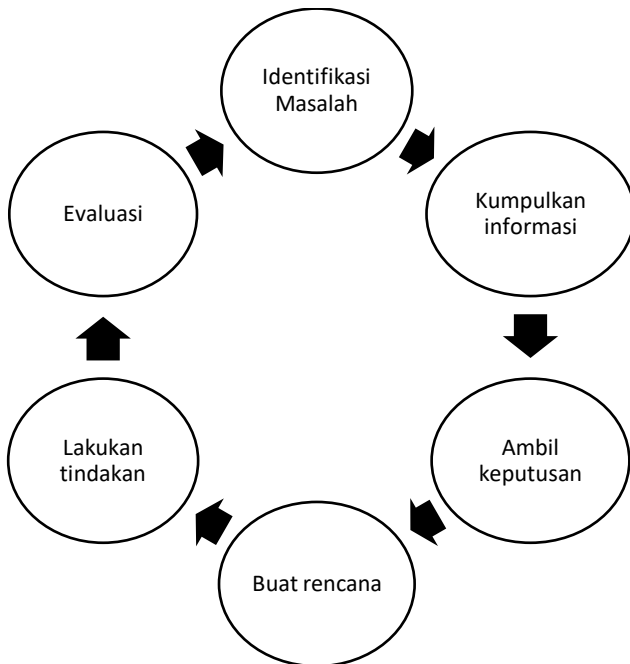 Identifikasi
Masalah
Kumpulkan
informasi
Ambil
keputusan
Buat rencana
Lakukan
tindakan
Evaluasi